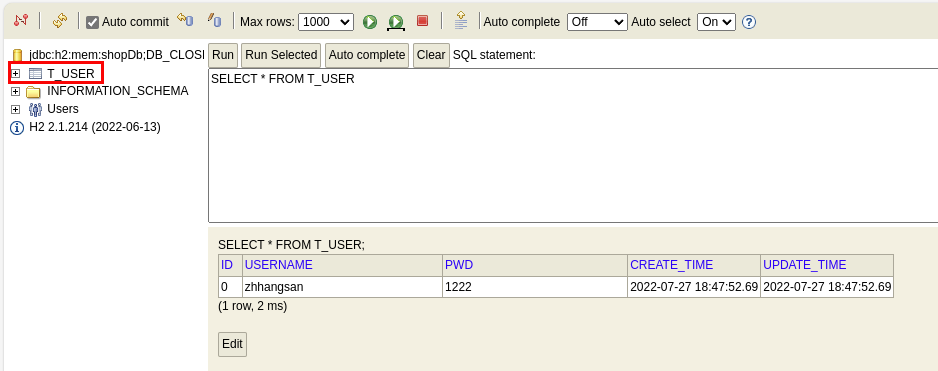 Auto commit Max rows: 1000 Auto complete Off Auto select On ?
jdbc:h2:mem:shopDb;DB_CLOSE
T_USER
INFORMATION_SCHEMA
Users
H2 2.1.214 (2022-06-13)
Run Run Selected Auto complete Clear SQL statement:
SELECT * FROM T_USER
SELECT * FROM T_USER;
ID USERNAME PWD CREATE_TIME UPDATE_TIME
0 zhhangsan 1222 2022-07-27 18:47:52.69 2022-07-27 18:47:52.69
(1 row, 2 ms)
Edit